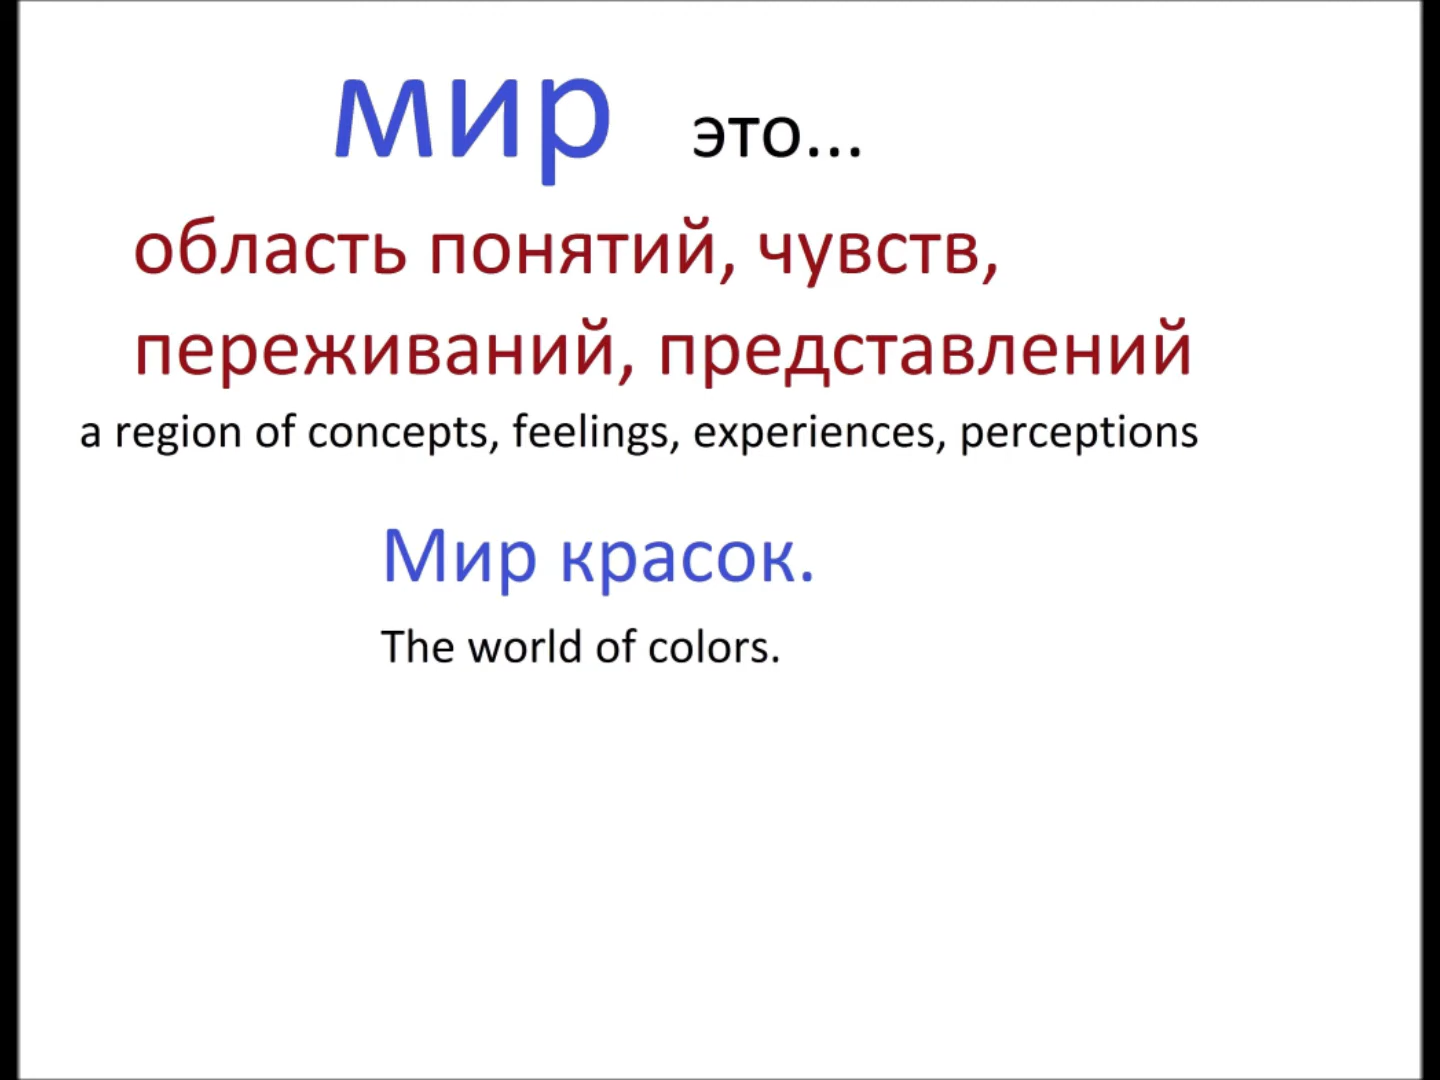 мир это...
область понятий, чувств,
переживаний, представлений
a region of concepts, feelings, experiences, perceptions
Мир красок.
The world of colors.